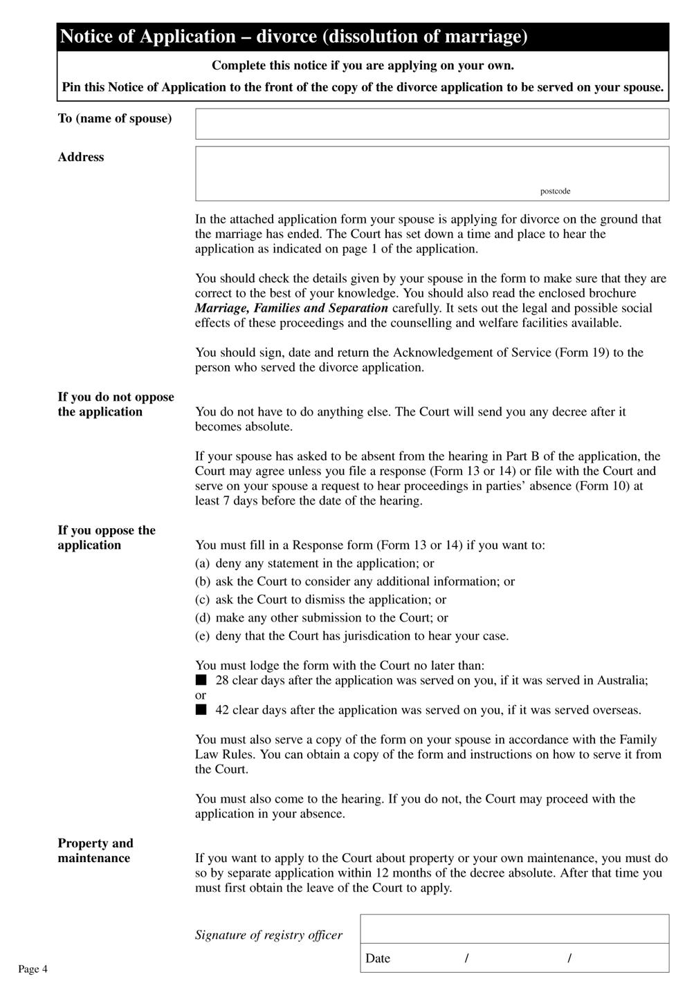 Notice of Application – divorce (dissolution of marriage)
Complete this notice if you are applying on your own.
Pin this Notice of Application to the front of the copy of the divorce application to be served on your spouse.
To (name of spouse)
Address
postcode
In the attached application form your spouse is applying for divorce on the ground that
the marriage has ended. The Court has set down a time and place to hear the
application as indicated on page 1 of the application.
You should check the details given by your spouse in the form to make sure that they are
correct to the best of your knowledge. You should also read the enclosed brochure
Marriage, Families and Separation carefully. It sets out the legal and possible social
effects of these proceedings and the counselling and welfare facilities available.
You should sign, date and return the Acknowledgement of Service (Form 19) to the
person who served the divorce application.
If you do not oppose
the application
You do not have to do anything else. The Court will send you any decree after it
becomes absolute.
If your spouse has asked to be absent from the hearing in Part B of the application, the
Court may agree unless you file a response (Form 13 or 14) or file with the Court and
serve on your spouse a request to hear proceedings in parties’ absence (Form 10) at
least 7 days before the date of the hearing.
If you oppose the
application
You must fill in a Response form (Form 13 or 14) if you want to:
(a) deny any statement in the application; or
(b) ask the Court to consider any additional information; or
(c) ask the Court to dismiss the application; or
(d) make any other submission to the Court; or
(e) deny that the Court has jurisdication to hear your case.
You must lodge the form with the Court no later than:
■ 28 clear days after the application was served on you, if it was served in Australia;
or
■ 42 clear days after the application was served on you, if it was served overseas.
You must also serve a copy of the form on your spouse in accordance with the Family
Law Rules. You can obtain a copy of the form and instructions on how to serve it from
the Court.
You must also come to the hearing. If you do not, the Court may proceed with the
application in your absence.
Property and
maintenance
If you want to apply to the Court about property or your own maintenance, you must do
so by separate application within 12 months of the decree absolute. After that time you
must first obtain the leave of the Court to apply.
Signature of registry officer
Date / /
Page 4